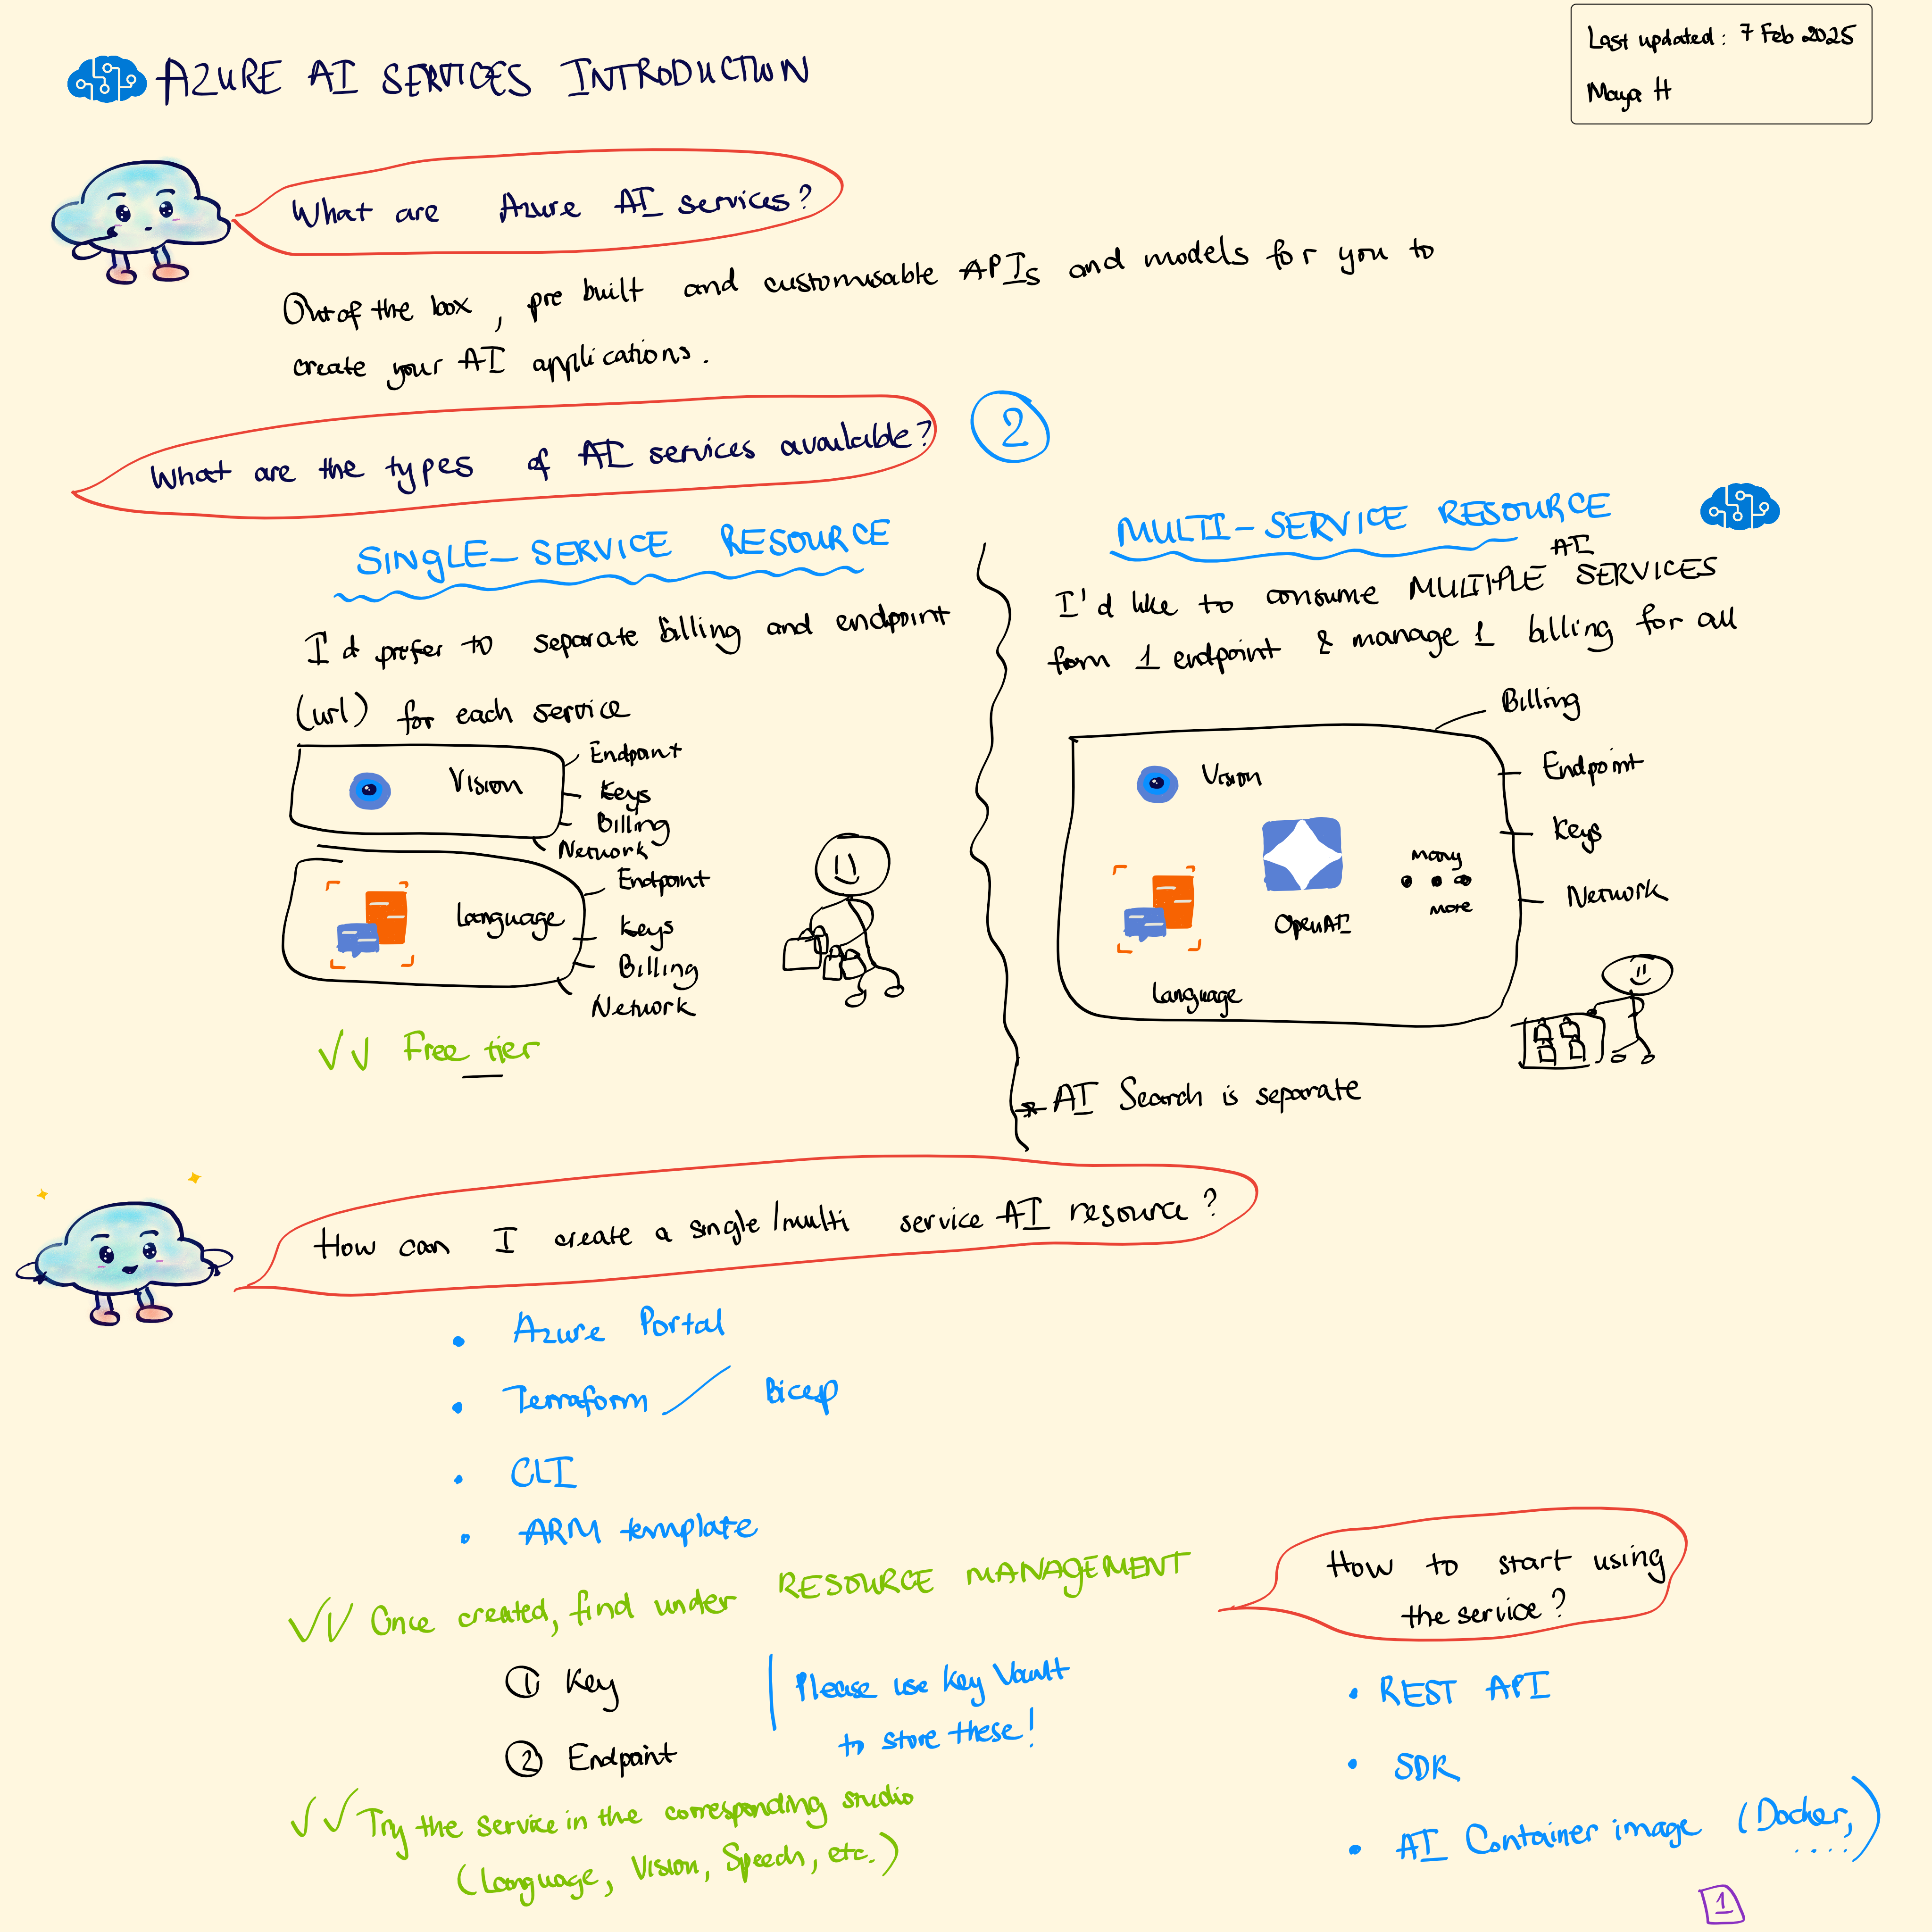 Last updated: 7 Feb 2025
Maya H
AZURE AI SERVICES INTRODUCTION
What are Azure AI services?
Out of the box, pre built and customisable APIs and models for you to
create your AI applications.
What are the types of AI services available?
2
SINGLE-SERVICE RESOURCE
I'd prefer to separate billing and endpoint
(url) for each service
Vision
Endpoint
Keys
Billing
Network
Language
Endpoint
Keys
Billing
Network
Free tier
MULTI-SERVICE RESOURCE
I'd like to consume MULTIPLE AI SERVICES
from 1 endpoint & manage 1 billing for all
Billing
Vision
Endpoint
Keys
many
OpenAI
more
Network
Language
* AI Search is separate
How can I create a single/multi service AI resource?
• Azure Portal
• Terraform / Bicep
• CLI
• ARM template
Once created, find under RESOURCE MANAGEMENT
① Key
② Endpoint
Please use Key Vault
to store these!
Try the service in the corresponding studio
(Language, Vision, Speech, etc.)
How to start using
the service?
• REST API
• SDK
• AI Container image (Docker, ....)
1